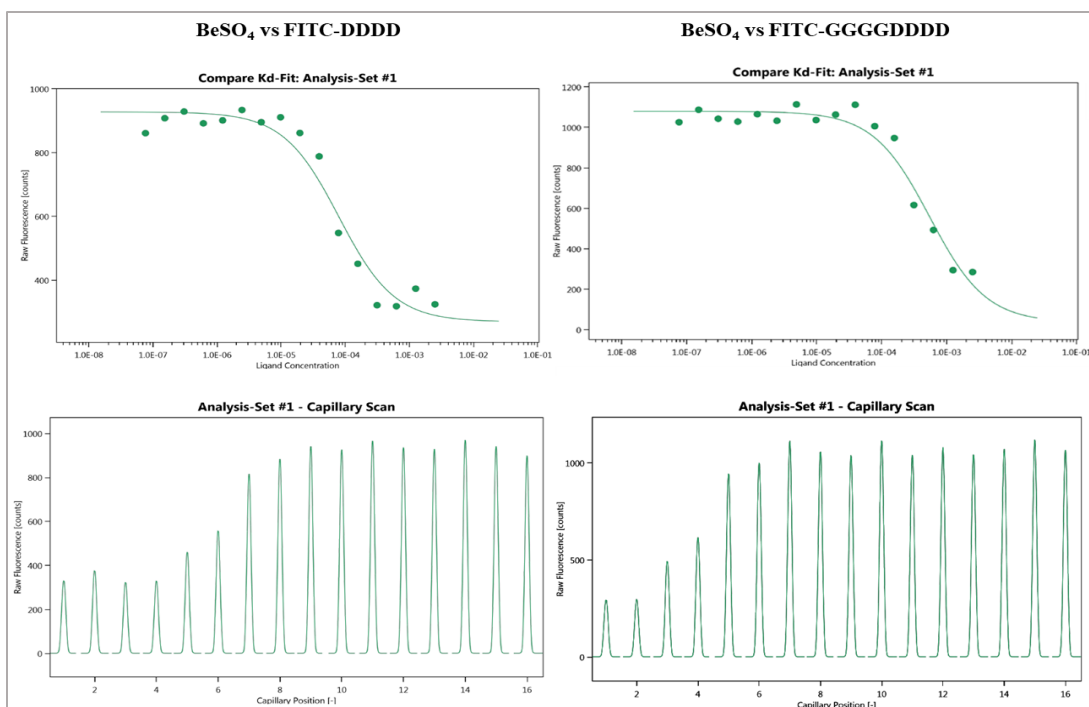 BeSO₄ vs FITC-DDDD
Compare Kd-Fit: Analysis-Set #1
Raw Fluorescence [counts]
1000
800
600
400
1.0E-08 1.0E-07 1.0E-06 1.0E-05 1.0E-04 1.0E-03 1.0E-02 1.0E-01
Ligand Concentration
BeSO₄ vs FITC-GGGGDDDD
Compare Kd-Fit: Analysis-Set #1
Raw Fluorescence [counts]
1200
1000
800
600
400
200
0
1.0E-08 1.0E-07 1.0E-06 1.0E-05 1.0E-04 1.0E-03 1.0E-02 1.0E-01
Ligand Concentration
Analysis-Set #1 - Capillary Scan
Raw Fluorescence [counts]
1000
800
600
400
200
0
2 4 6 8 10 12 14 16
Capillary Position [-]
Analysis-Set #1 - Capillary Scan
Raw Fluorescence [counts]
1000
500
0
2 4 6 8 10 12 14 16
Capillary Position [-]